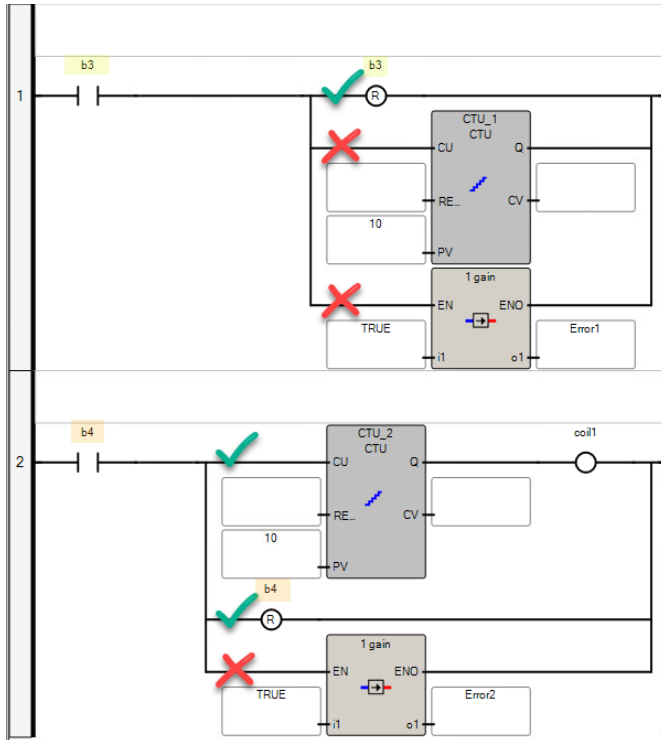 b3
b3
1
R
CTU_1
CTU
CU
Q
RE...
CV
10
PV
1 gain
EN
ENO
TRUE
Error1
i1
o1
b4
CTU_2
CTU
coil1
2
CU
Q
RE...
CV
10
PV
b4
R
1 gain
EN
ENO
TRUE
Error2
i1
o1